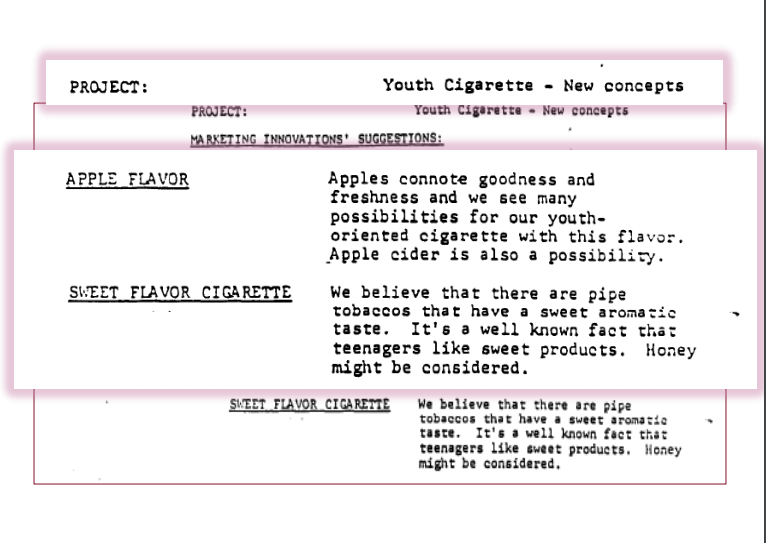 PROJECT: Youth Cigarette - New concepts
PROJECT: Youth Cigarette - New concepts
MARKETING INNOVATIONS' SUGGESTIONS:
APPLE FLAVOR Apples connote goodness and
freshness and we see many
possibilities for our youth-
oriented cigarette with this flavor.
Apple cider is also a possibility.
SWEET FLAVOR CIGARETTE We believe that there are pipe
tobaccos that have a sweet aromatic
taste. It's a well known fact that
teenagers like sweet products. Honey
might be considered.
SWEET FLAVOR CIGARETTE We believe that there are pipe
tobaccos that have a sweet aromatic
taste. It's a well known fact that
teenagers like sweet products. Honey
might be considered.